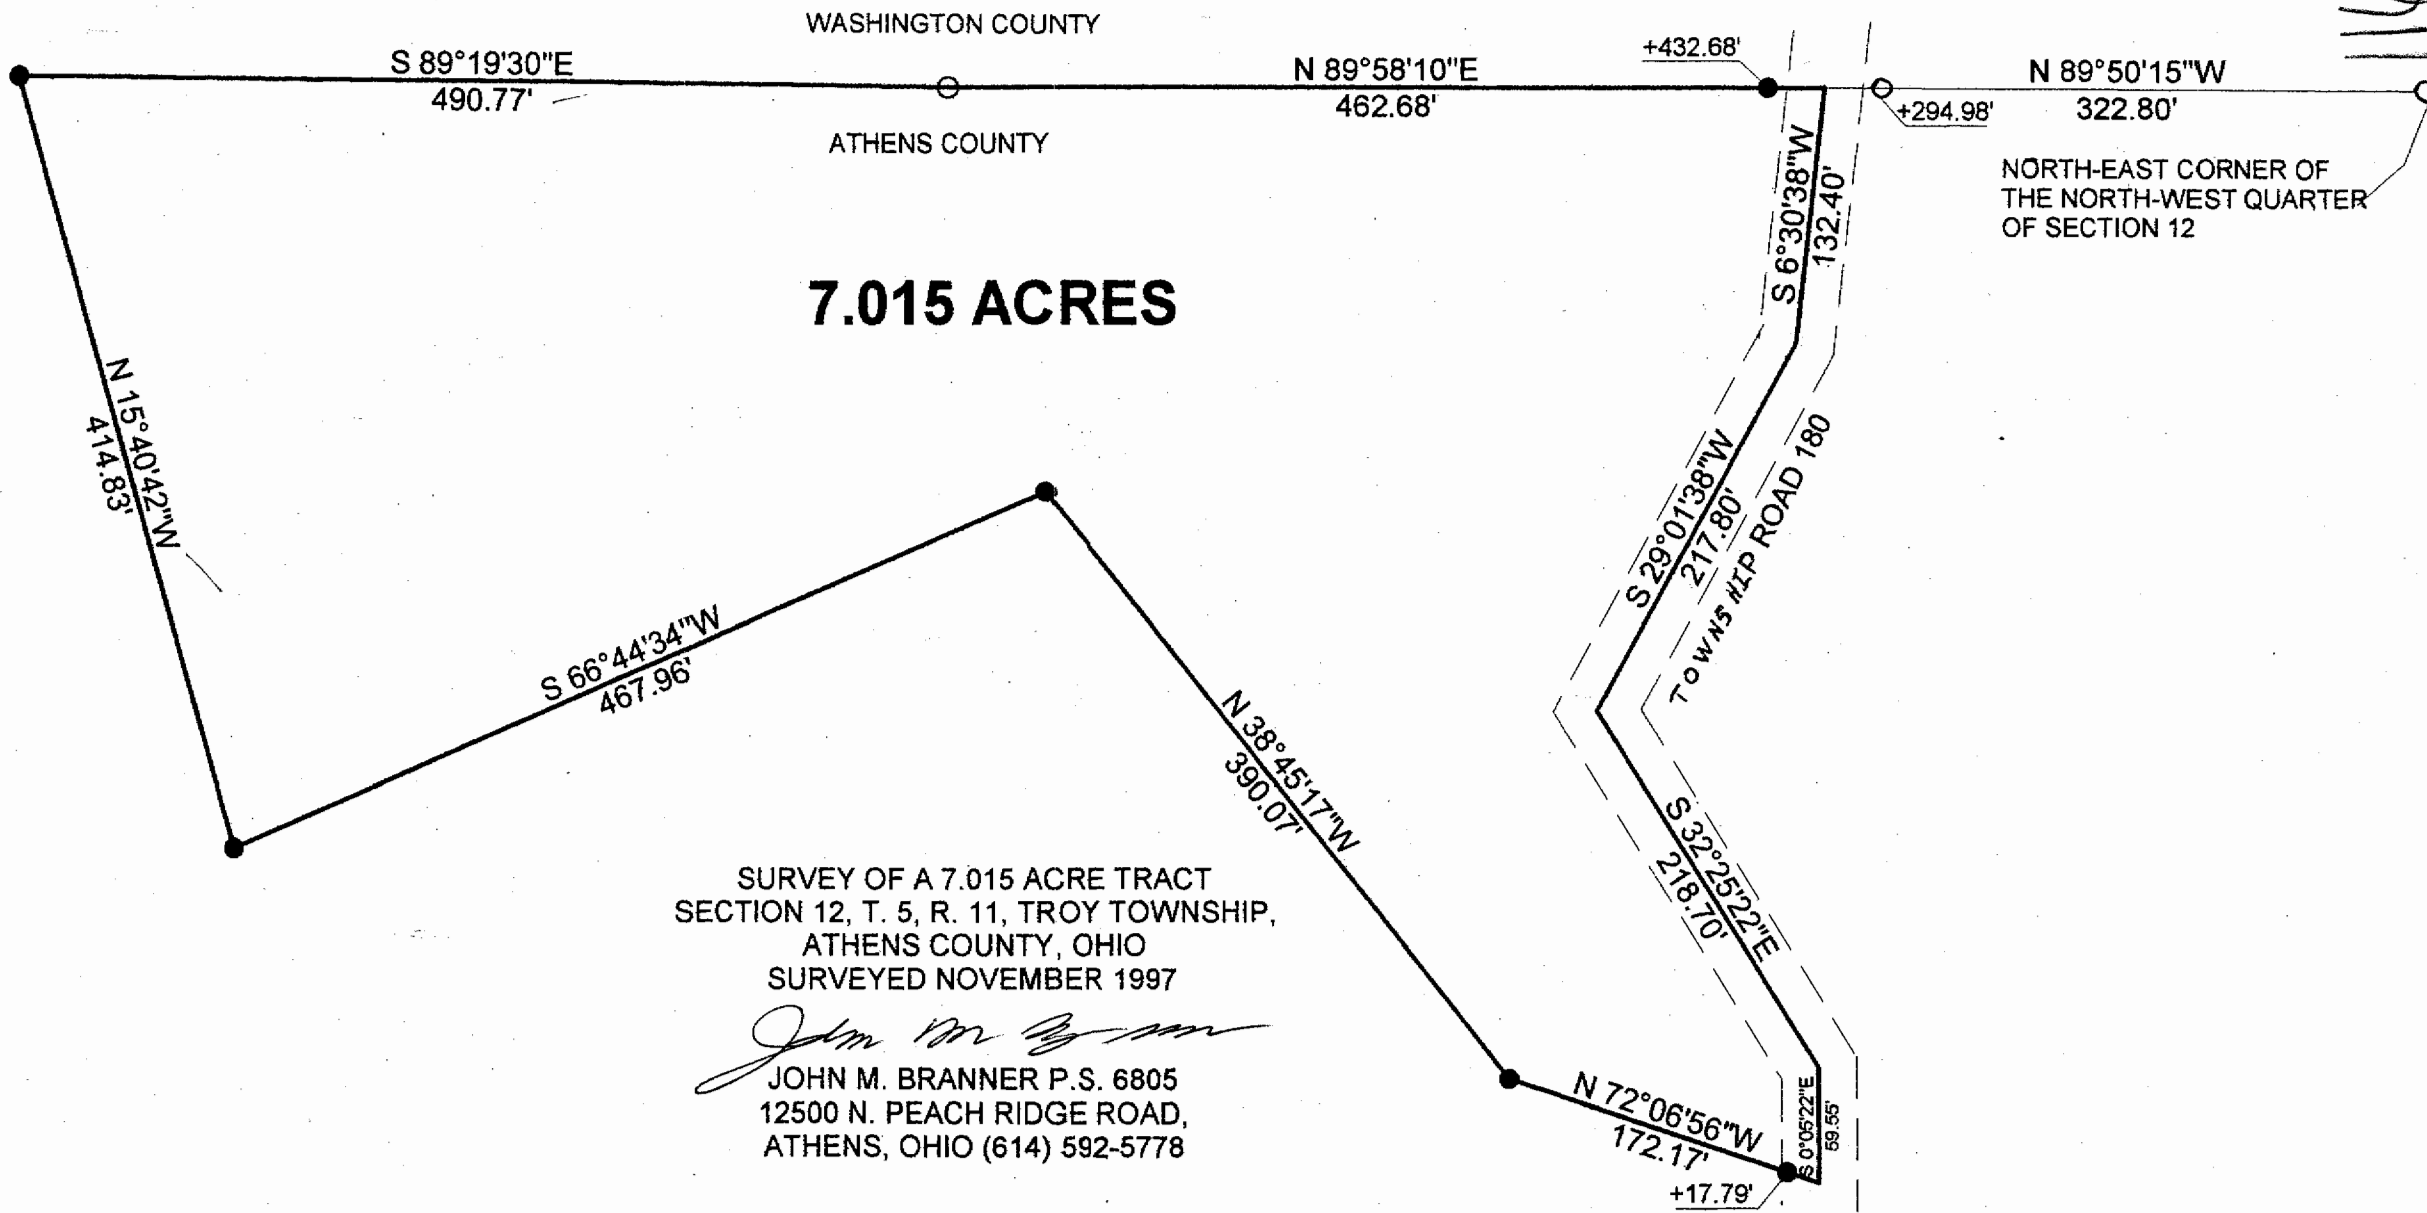 WASHINGTON COUNTY
S 89°19'30"E
490.77'
N 89°58'10"E
462.68'
+432.68'
N 89°50'15"W
322.80'
+294.98'
ATHENS COUNTY
NORTH-EAST CORNER OF
THE NORTH-WEST QUARTER
OF SECTION 12
S 6°30'38"W
132.40'
7.015 ACRES
N 15°40'42"W
414.83'
S 29°01'38"W
217.80'
TOWNSHIP ROAD 180
S 66°44'34"W
467.96'
N 38°45'17"W
390.07'
S 32°25'22"E
218.70'
SURVEY OF A 7.015 ACRE TRACT
SECTION 12, T. 5, R. 11, TROY TOWNSHIP,
ATHENS COUNTY, OHIO
SURVEYED NOVEMBER 1997
JOHN M. BRANNER P.S. 6805
12500 N. PEACH RIDGE ROAD,
ATHENS, OHIO (614) 592-5778
N 72°06'56"W
172.17'
S 0°05'22"E
59.55'
+17.79'